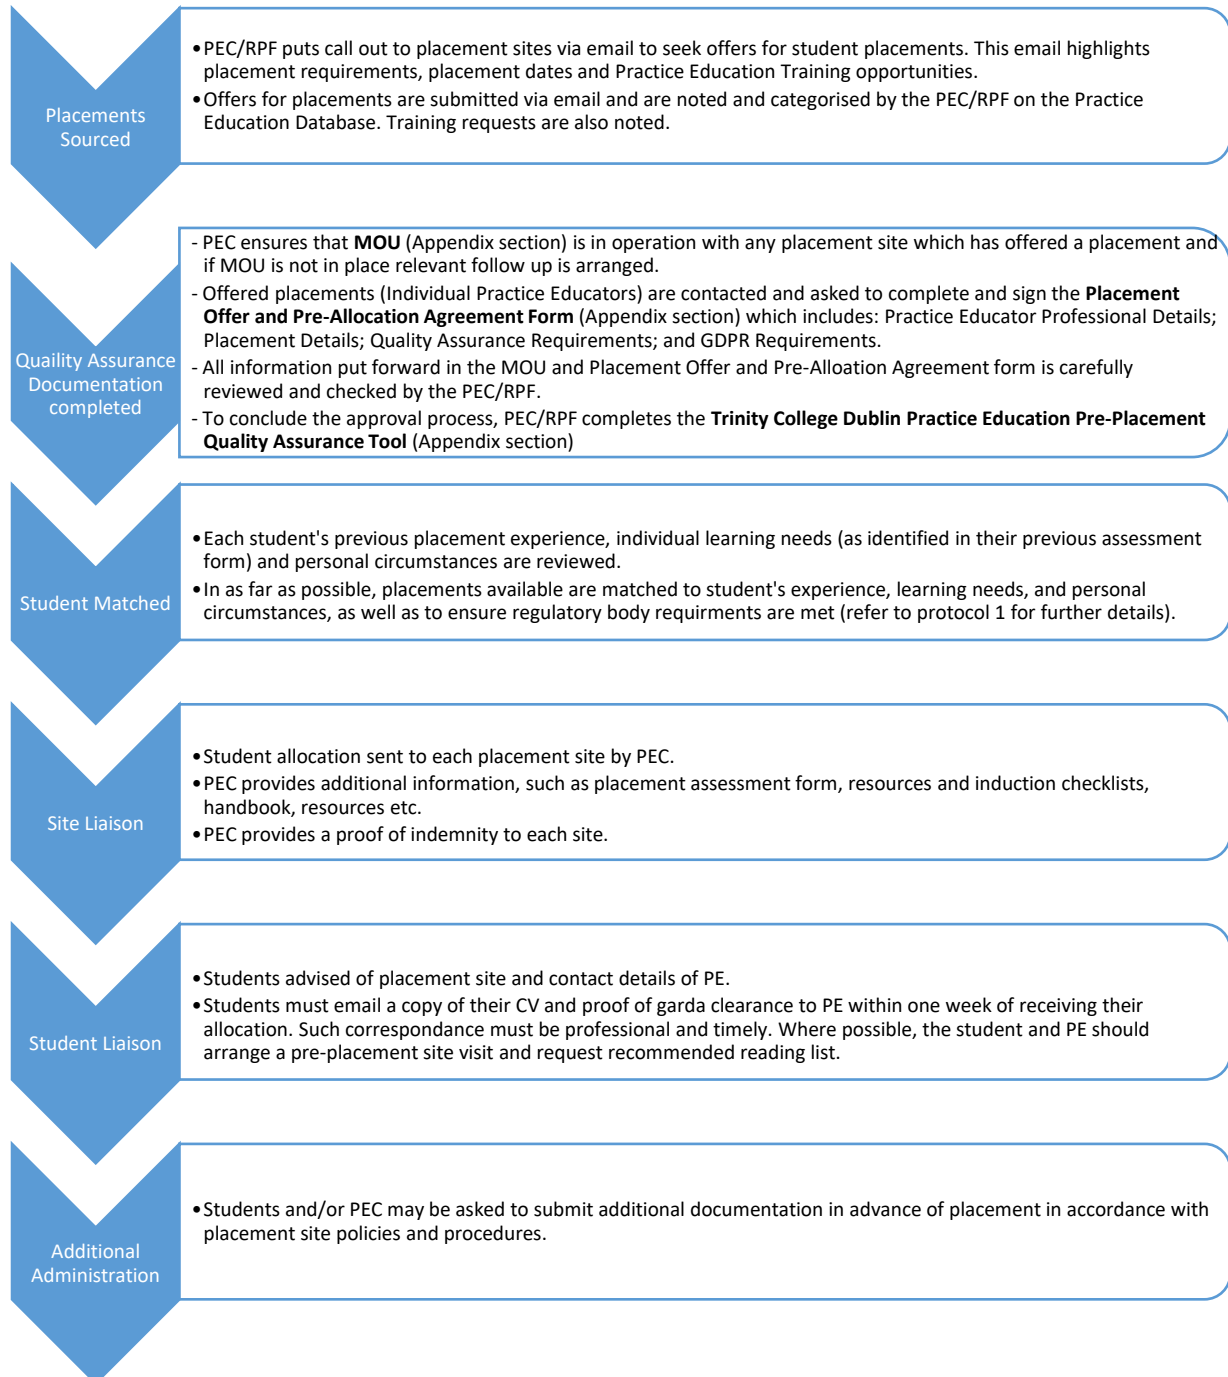 Placements
Sourced
•PEC/RPF puts call out to placement sites via email to seek offers for student placements. This email highlights
placement requirements, placement dates and Practice Education Training opportunities.
•Offers for placements are submitted via email and are noted and categorised by the PEC/RPF on the Practice
Education Database. Training requests are also noted.
Quaility Assurance
Documentation
completed
- PEC ensures that MOU (Appendix section) is in operation with any placement site which has offered a placement and
if MOU is not in place relevant follow up is arranged.
- Offered placements (Individual Practice Educators) are contacted and asked to complete and sign the Placement
Offer and Pre-Allocation Agreement Form (Appendix section) which includes: Practice Educator Professional Details;
Placement Details; Quality Assurance Requirements; and GDPR Requirements.
- All information put forward in the MOU and Placement Offer and Pre-Alloation Agreement form is carefully
reviewed and checked by the PEC/RPF.
- To conclude the approval process, PEC/RPF completes the Trinity College Dublin Practice Education Pre-Placement
Quality Assurance Tool (Appendix section)
Student Matched
•Each student's previous placement experience, individual learning needs (as identified in their previous assessment
form) and personal circumstances are reviewed.
•In as far as possible, placements available are matched to student's experience, learning needs, and personal
circumstances, as well as to ensure regulatory body requirments are met (refer to protocol 1 for further details).
Site Liaison
•Student allocation sent to each placement site by PEC.
•PEC provides additional information, such as placement assessment form, resources and induction checklists,
handbook, resources etc.
•PEC provides a proof of indemnity to each site.
Student Liaison
•Students advised of placement site and contact details of PE.
•Students must email a copy of their CV and proof of garda clearance to PE within one week of receiving their
allocation. Such correspondance must be professional and timely. Where possible, the student and PE should
arrange a pre-placement site visit and request recommended reading list.
Additional
Administration
•Students and/or PEC may be asked to submit additional documentation in advance of placement in accordance with
placement site policies and procedures.